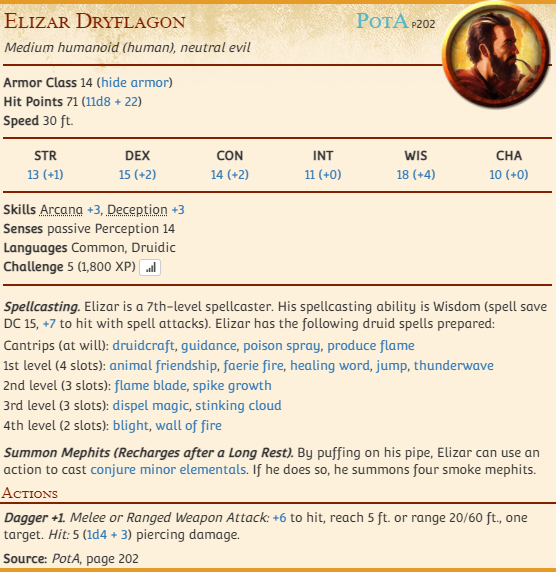 Elizar Dryflagon
PotA p202
Medium humanoid (human), neutral evil
Armor Class 14 (hide armor)
Hit Points 71 (11d8 + 22)
Speed 30 ft.
STR DEX CON INT WIS CHA
13 (+1) 15 (+2) 14 (+2) 11 (+0) 18 (+4) 10 (+0)
Skills Arcana +3, Deception +3
Senses passive Perception 14
Languages Common, Druidic
Challenge 5 (1,800 XP)
Spellcasting. Elizar is a 7th-level spellcaster. His spellcasting ability is Wisdom (spell save
DC 15, +7 to hit with spell attacks). Elizar has the following druid spells prepared:
Cantrips (at will): druidcraft, guidance, poison spray, produce flame
1st level (4 slots): animal friendship, faerie fire, healing word, jump, thunderwave
2nd level (3 slots): flame blade, spike growth
3rd level (3 slots): dispel magic, stinking cloud
4th level (2 slots): blight, wall of fire
Summon Mephits (Recharges after a Long Rest). By puffing on his pipe, Elizar can use an
action to cast conjure minor elementals. If he does so, he summons four smoke mephits.
Actions
Dagger +1. Melee or Ranged Weapon Attack: +6 to hit, reach 5 ft. or range 20/60 ft., one
target. Hit: 5 (1d4 + 3) piercing damage.
Source: PotA, page 202